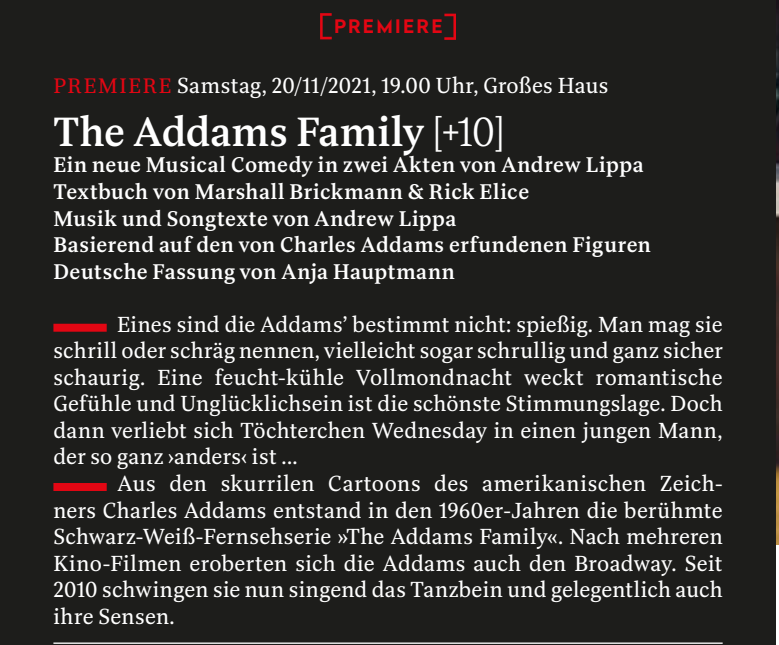 [PREMIERE]
PREMIERE Samstag, 20/11/2021, 19.00 Uhr, Großes Haus
The Addams Family [+10]
Ein neue Musical Comedy in zwei Akten von Andrew Lippa
Textbuch von Marshall Brickmann & Rick Elice
Musik und Songtexte von Andrew Lippa
Basierend auf den von Charles Addams erfundenen Figuren
Deutsche Fassung von Anja Hauptmann
Eines sind die Addams’ bestimmt nicht: spießig. Man mag sie
schrill oder schräg nennen, vielleicht sogar schrullig und ganz sicher
schaurig. Eine feucht-kühle Vollmondnacht weckt romantische
Gefühle und Unglücklichsein ist die schönste Stimmungslage. Doch
dann verliebt sich Töchterchen Wednesday in einen jungen Mann,
der so ganz ›anders‹ ist ...
Aus den skurrilen Cartoons des amerikanischen Zeich-
ners Charles Addams entstand in den 1960er-Jahren die berühmte
Schwarz-Weiß-Fernsehserie »The Addams Family«. Nach mehreren
Kino-Filmen eroberten sich die Addams auch den Broadway. Seit
2010 schwingen sie nun singend das Tanzbein und gelegentlich auch
ihre Sensen.